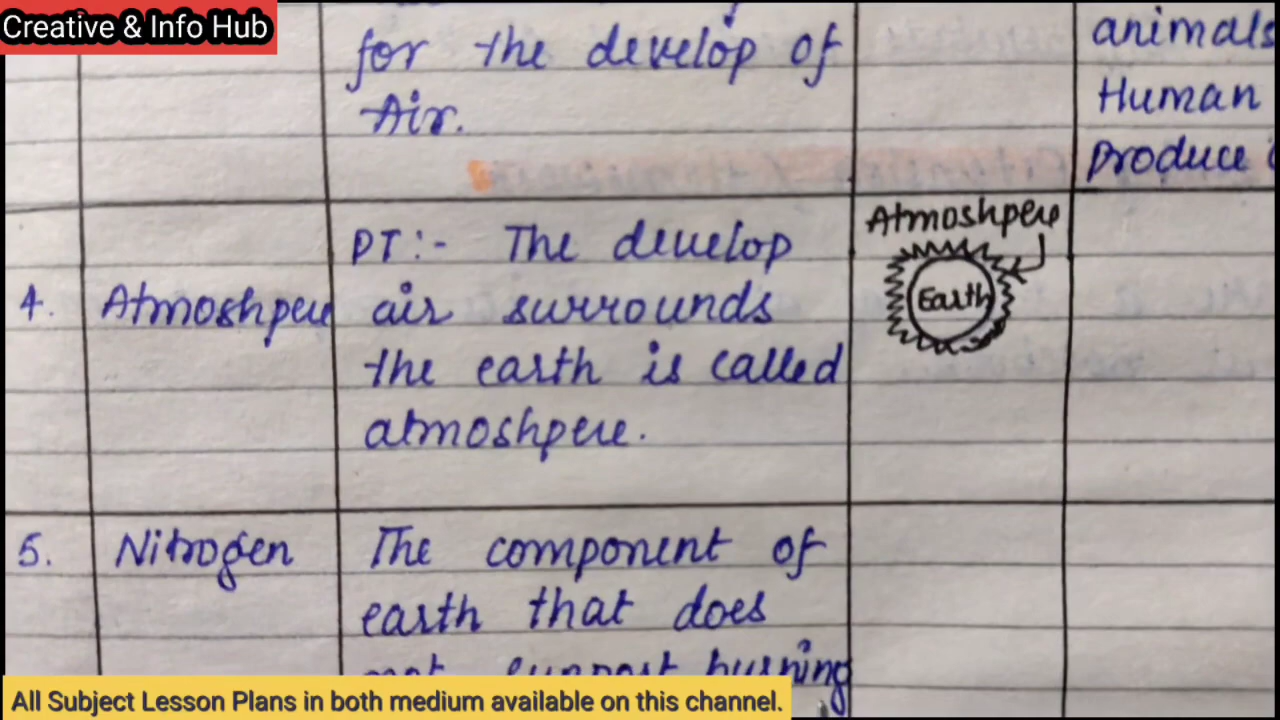 Creative & Info Hub
for the develop of
Air.
animals
Human
produce
4.
Atmoshpere
PT:- The develop
air surrounds
the earth is called
atmoshpere.
Atmoshpere
Earth
5.
Nitrogen
The component of
earth that does
not support burning
All Subject Lesson Plans in both medium available on this channel.